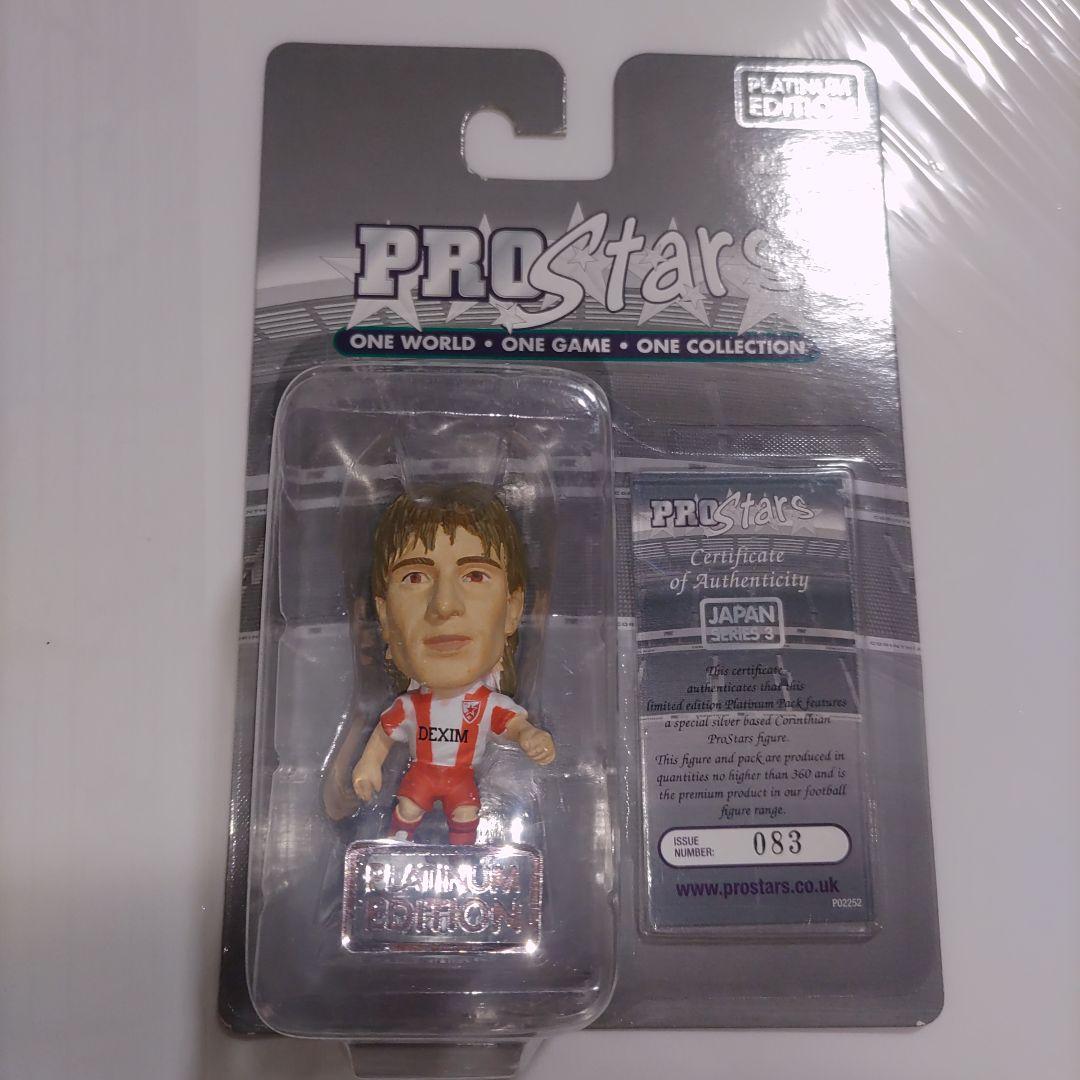 PLATINUM
EDITION
PROStars
ONE WORLD • ONE GAME • ONE COLLECTION
DEXIM
PLATINUM
EDITION
PROStars
Certificate
of Authenticity
JAPAN
SERIES 3
This certificate
authenticates that this
limited edition Platinum Pack features
a special silver based Corinthian
ProStars figure.
This figure and pack are produced in
quantities no higher than 360 and is
the premium product in our football
figure range.
ISSUE
NUMBER: 083
www.prostars.co.uk
P02252